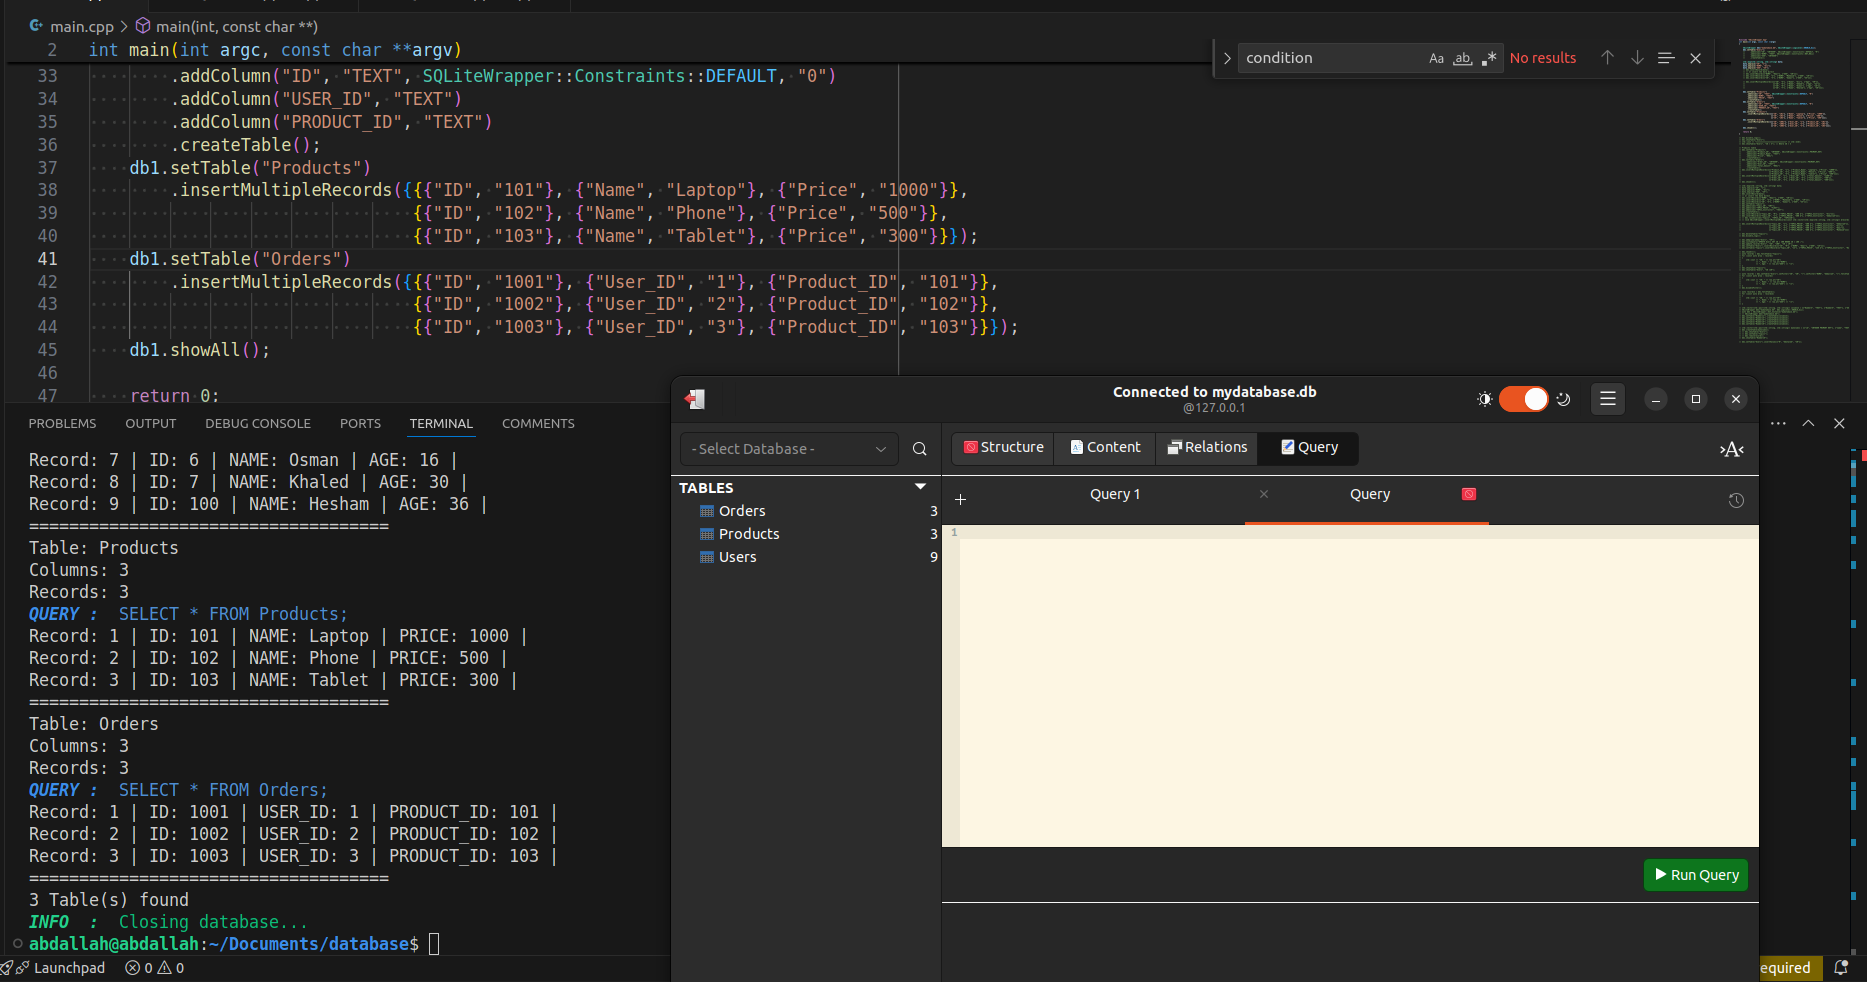 main.cpp > main(int, const char **)
2 int main(int argc, const char **argv)
33 .addColumn("ID", "TEXT", SQLiteWrapper::Constraints::DEFAULT, "0")
34 .addColumn("USER_ID", "TEXT")
35 .addColumn("PRODUCT_ID", "TEXT")
36 .createTable();
37 db1.setTable("Products")
38 .insertMultipleRecords({{{"ID", "101"}, {"Name", "Laptop"}, {"Price", "1000"}},
39 {{"ID", "102"}, {"Name", "Phone"}, {"Price", "500"}},
40 {{"ID", "103"}, {"Name", "Tablet"}, {"Price", "300"}}});
41 db1.setTable("Orders")
42 .insertMultipleRecords({{{"ID", "1001"}, {"User_ID", "1"}, {"Product_ID", "101"}},
43 {{"ID", "1002"}, {"User_ID", "2"}, {"Product_ID", "102"}},
44 {{"ID", "1003"}, {"User_ID", "3"}, {"Product_ID", "103"}}});
45 db1.showAll();
46
47 return 0;
condition Aa ab .* No results
PROBLEMS OUTPUT DEBUG CONSOLE PORTS TERMINAL COMMENTS
Record: 7 | ID: 6 | NAME: Osman | AGE: 16 |
Record: 8 | ID: 7 | NAME: Khaled | AGE: 30 |
Record: 9 | ID: 100 | NAME: Hesham | AGE: 36 |
====================================
Table: Products
Columns: 3
Records: 3
QUERY : SELECT * FROM Products;
Record: 1 | ID: 101 | NAME: Laptop | PRICE: 1000 |
Record: 2 | ID: 102 | NAME: Phone | PRICE: 500 |
Record: 3 | ID: 103 | NAME: Tablet | PRICE: 300 |
====================================
Table: Orders
Columns: 3
Records: 3
QUERY : SELECT * FROM Orders;
Record: 1 | ID: 1001 | USER_ID: 1 | PRODUCT_ID: 101 |
Record: 2 | ID: 1002 | USER_ID: 2 | PRODUCT_ID: 102 |
Record: 3 | ID: 1003 | USER_ID: 3 | PRODUCT_ID: 103 |
====================================
3 Table(s) found
INFO : Closing database...
abdallah@abdallah:~/Documents/database$
Launchpad 0 0
Connected to mydatabase.db
@127.0.0.1
- Select Database -
Structure Content Relations Query
A
TABLES
Orders 3
Products 3
Users 9
+ Query 1 Query
1
Run Query
equired